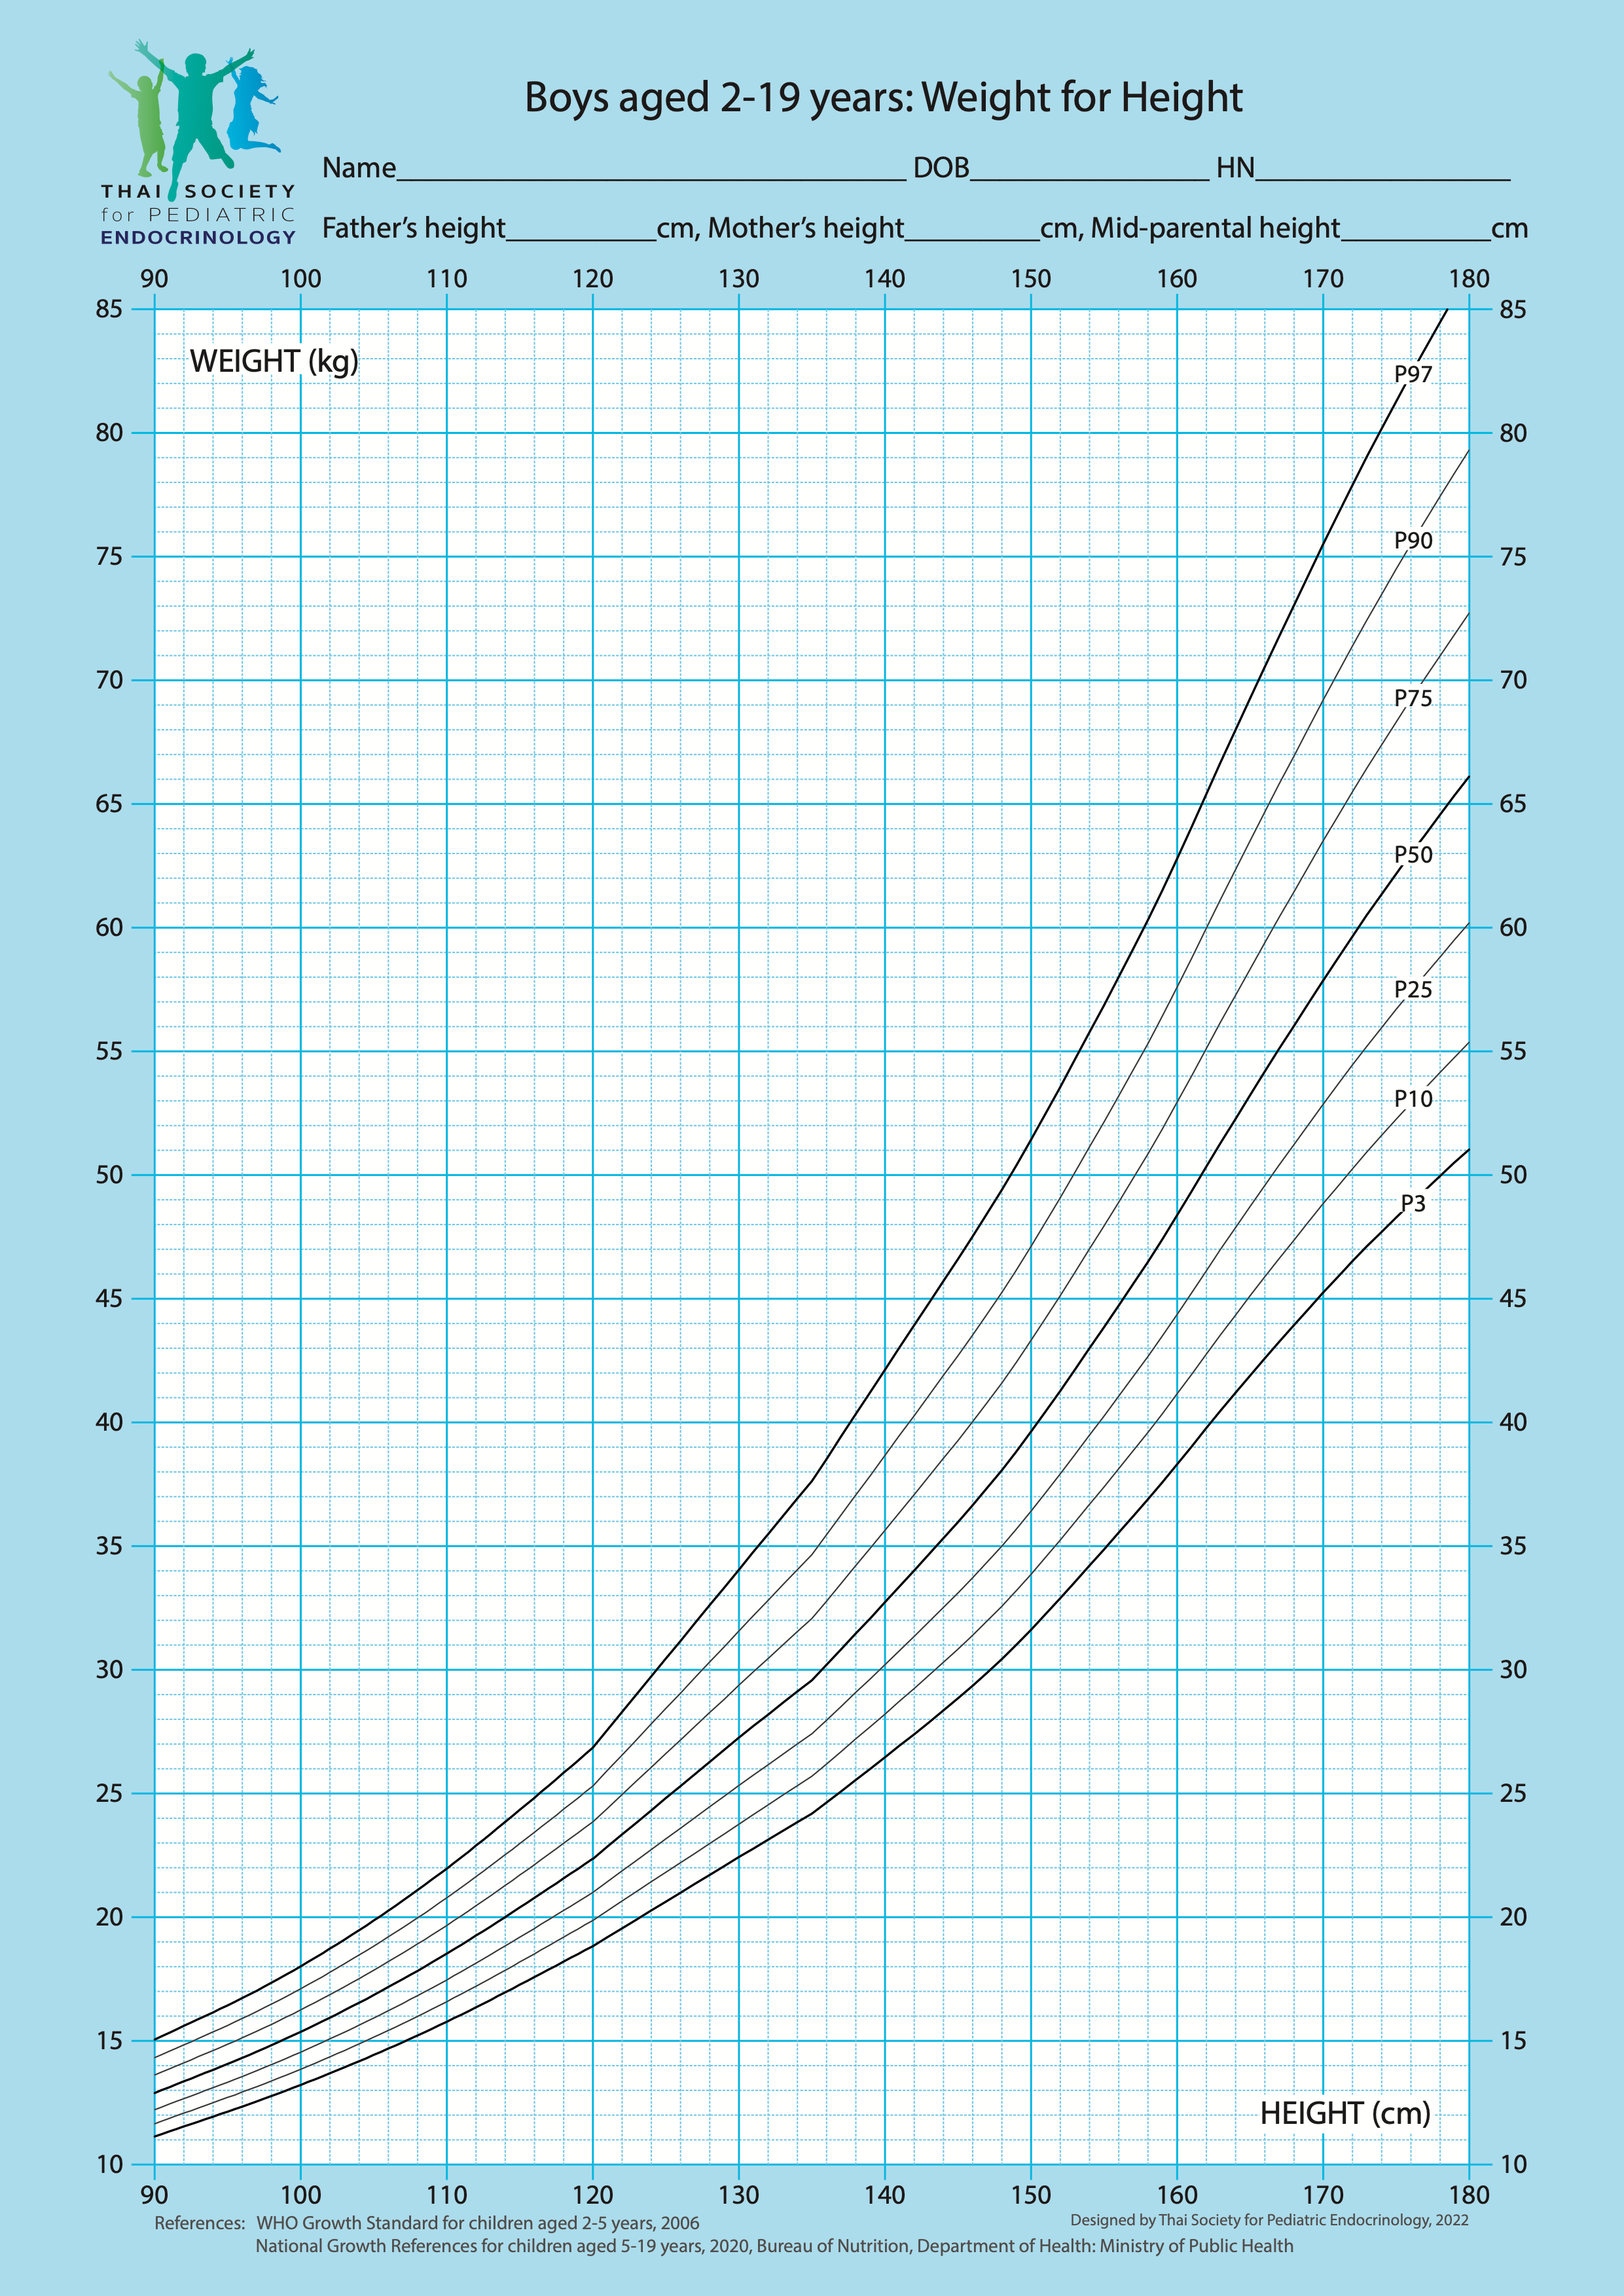 Boys aged 2-19 years: Weight for Height
Name DOB HN
THAI SOCIETY
for PEDIATRIC
ENDOCRINOLOGY
Father’s height cm, Mother’s height cm, Mid-parental height cm
90 100 110 120 130 140 150 160 170 180
85 85
WEIGHT (kg)
P97
80 80
P90
75 75
70 70
P75
65 65
P50
60 60
P25
55 55
P10
50 50
P3
45 45
40 40
35 35
30 30
25 25
20 20
15 15
HEIGHT (cm)
10 10
90 100 110 120 130 140 150 160 170 180
References: WHO Growth Standard for children aged 2-5 years, 2006
Designed by Thai Society for Pediatric Endocrinology, 2022
National Growth References for children aged 5-19 years, 2020, Bureau of Nutrition, Department of Health: Ministry of Public Health